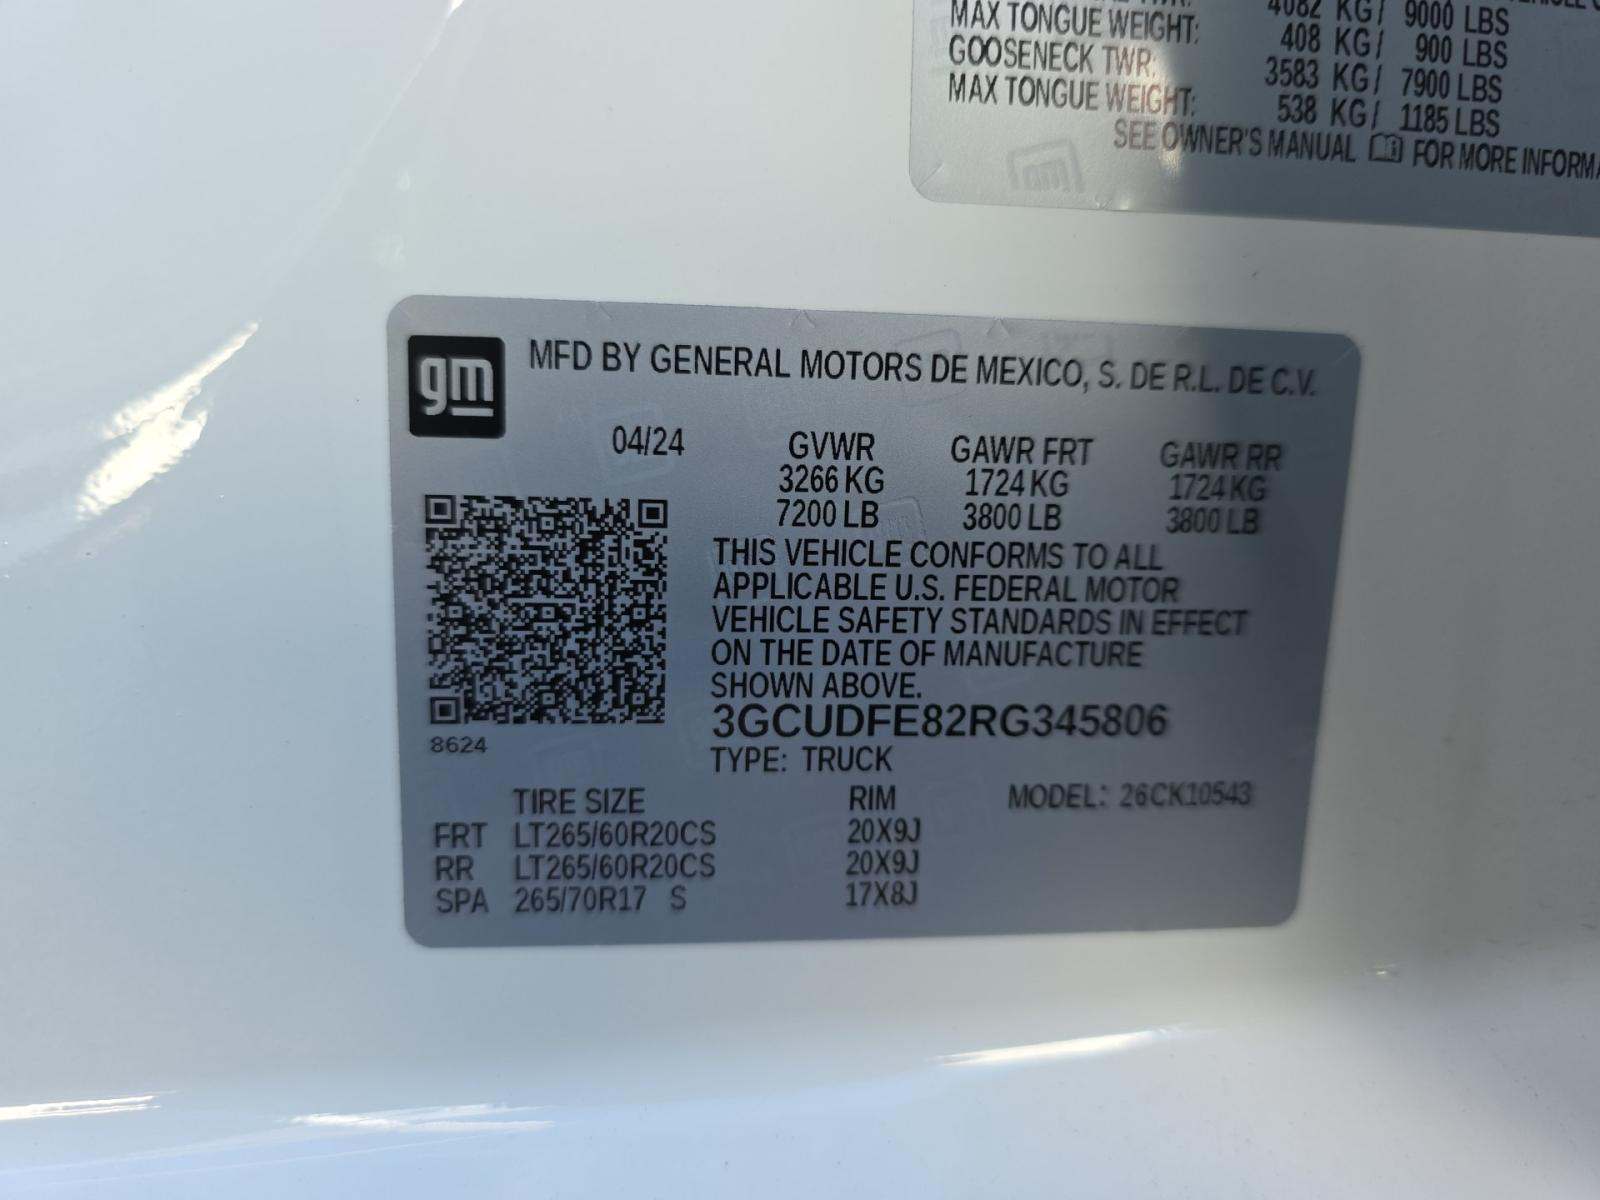 4082 KG/ 9000 LBS
MAX TONGUE WEIGHT: 408 KG/ 900 LBS
GOOSENECK TWR: 3583 KG/ 7900 LBS
MAX TONGUE WEIGHT: 538 KG/ 1185 LBS
SEE OWNER'S MANUAL FOR MORE INFORMA
gm
MFD BY GENERAL MOTORS DE MEXICO, S. DE R.L. DE C.V.
04/24 GVWR GAWR FRT GAWR RR
3266 KG 1724 KG 1724 KG
7200 LB 3800 LB 3800 LB
THIS VEHICLE CONFORMS TO ALL
APPLICABLE U.S. FEDERAL MOTOR
VEHICLE SAFETY STANDARDS IN EFFECT
ON THE DATE OF MANUFACTURE
SHOWN ABOVE.
3GCUDFE82RG345806
8624
TYPE: TRUCK
TIRE SIZE RIM MODEL: 26CK10543
FRT LT265/60R20CS 20X9J
RR LT265/60R20CS 20X9J
SPA 265/70R17 S 17X8J